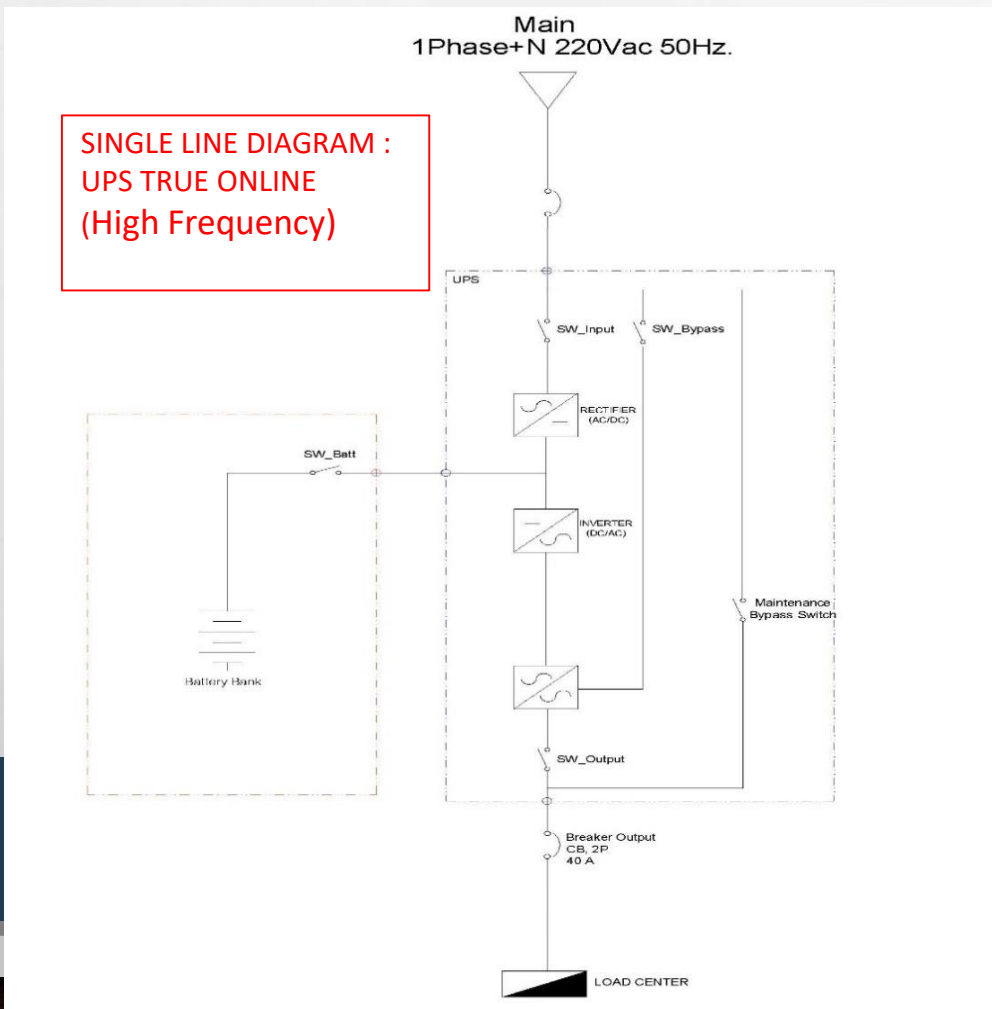 Main
1Phase+N 220Vac 50Hz.
SINGLE LINE DIAGRAM :
UPS TRUE ONLINE
(High Frequency)
UPS
SW_Input
SW_Bypass
RECTIFIER
(AC/DC)
SW_Batt
INVERTER
(DC/AC)
Maintenance
Bypass Switch
Battery Bank
SW_Output
Breaker Output
CB, 2P
40 A
LOAD CENTER